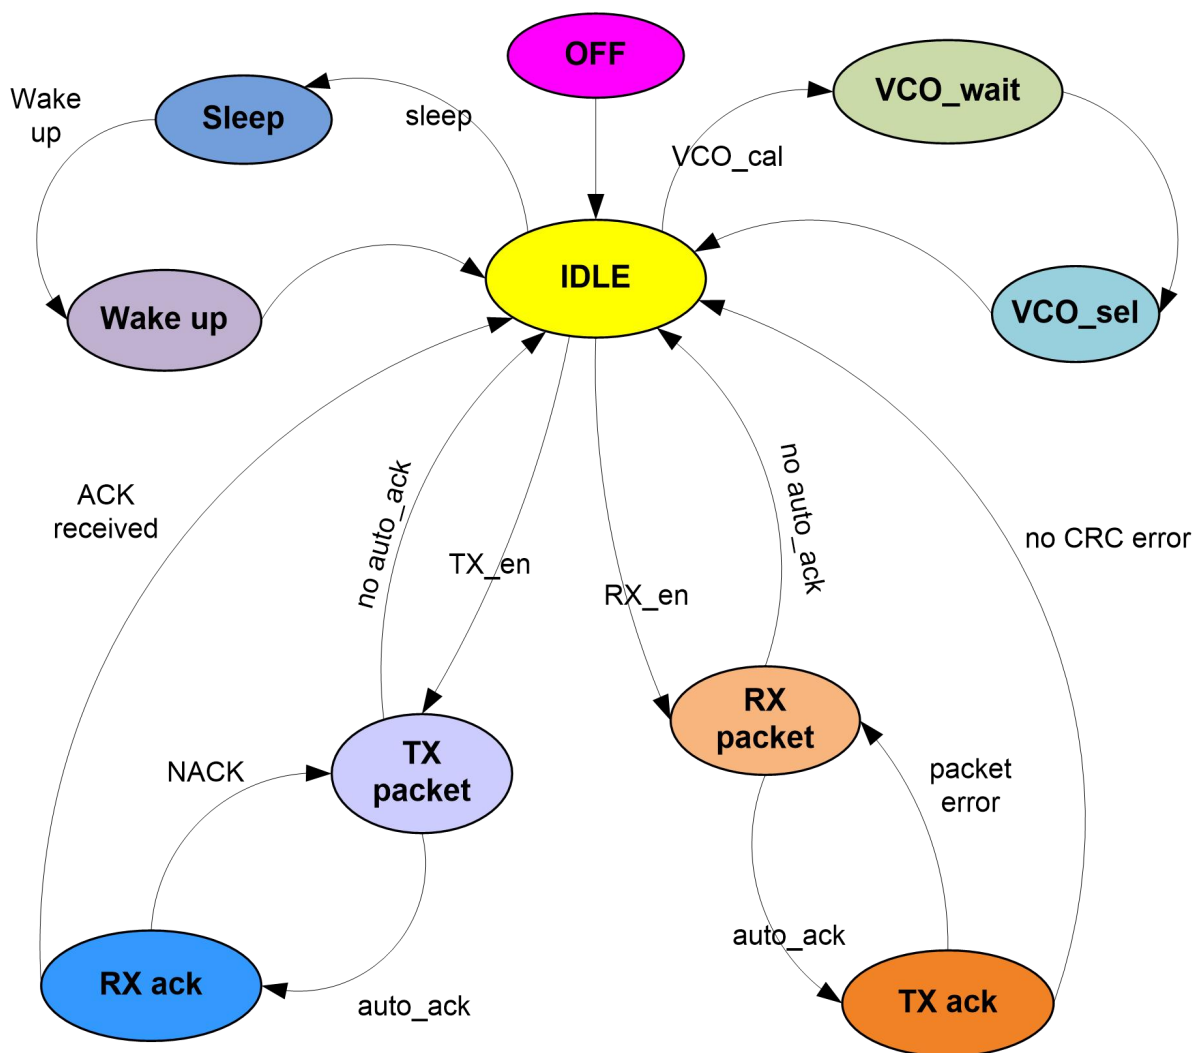 OFF
VCO_wait
Wake
up
Sleep
sleep
VCO_cal
IDLE
Wake up
VCO_sel
ACK
received
no auto_ack
TX_en
RX_en
no auto_ack
no CRC error
RX
packet
TX
packet
NACK
packet
error
auto_ack
RX ack
auto_ack
TX ack